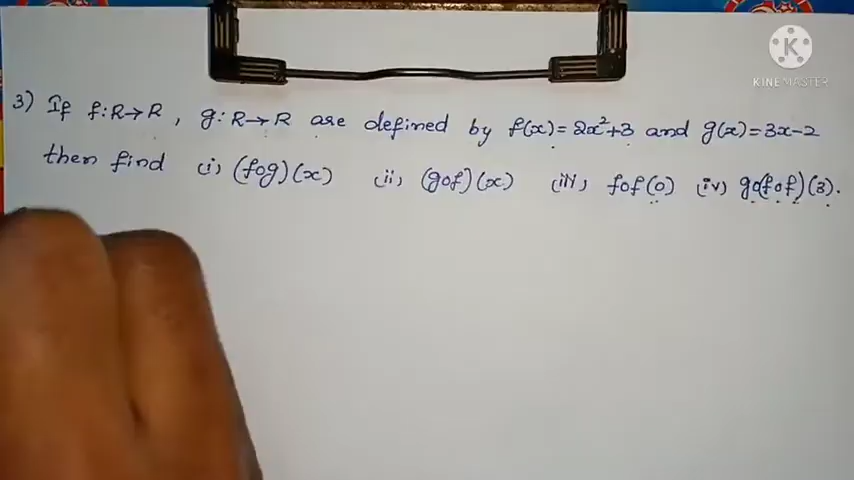 KINEMASTER
3) If f:R→R, g:R→R are defined by f(x)=2x²+3 and g(x)=3x-2
then find (i) (fog)(x) (ii) (gof)(x) (iii) fof(0) (iv) go(fof)(3).